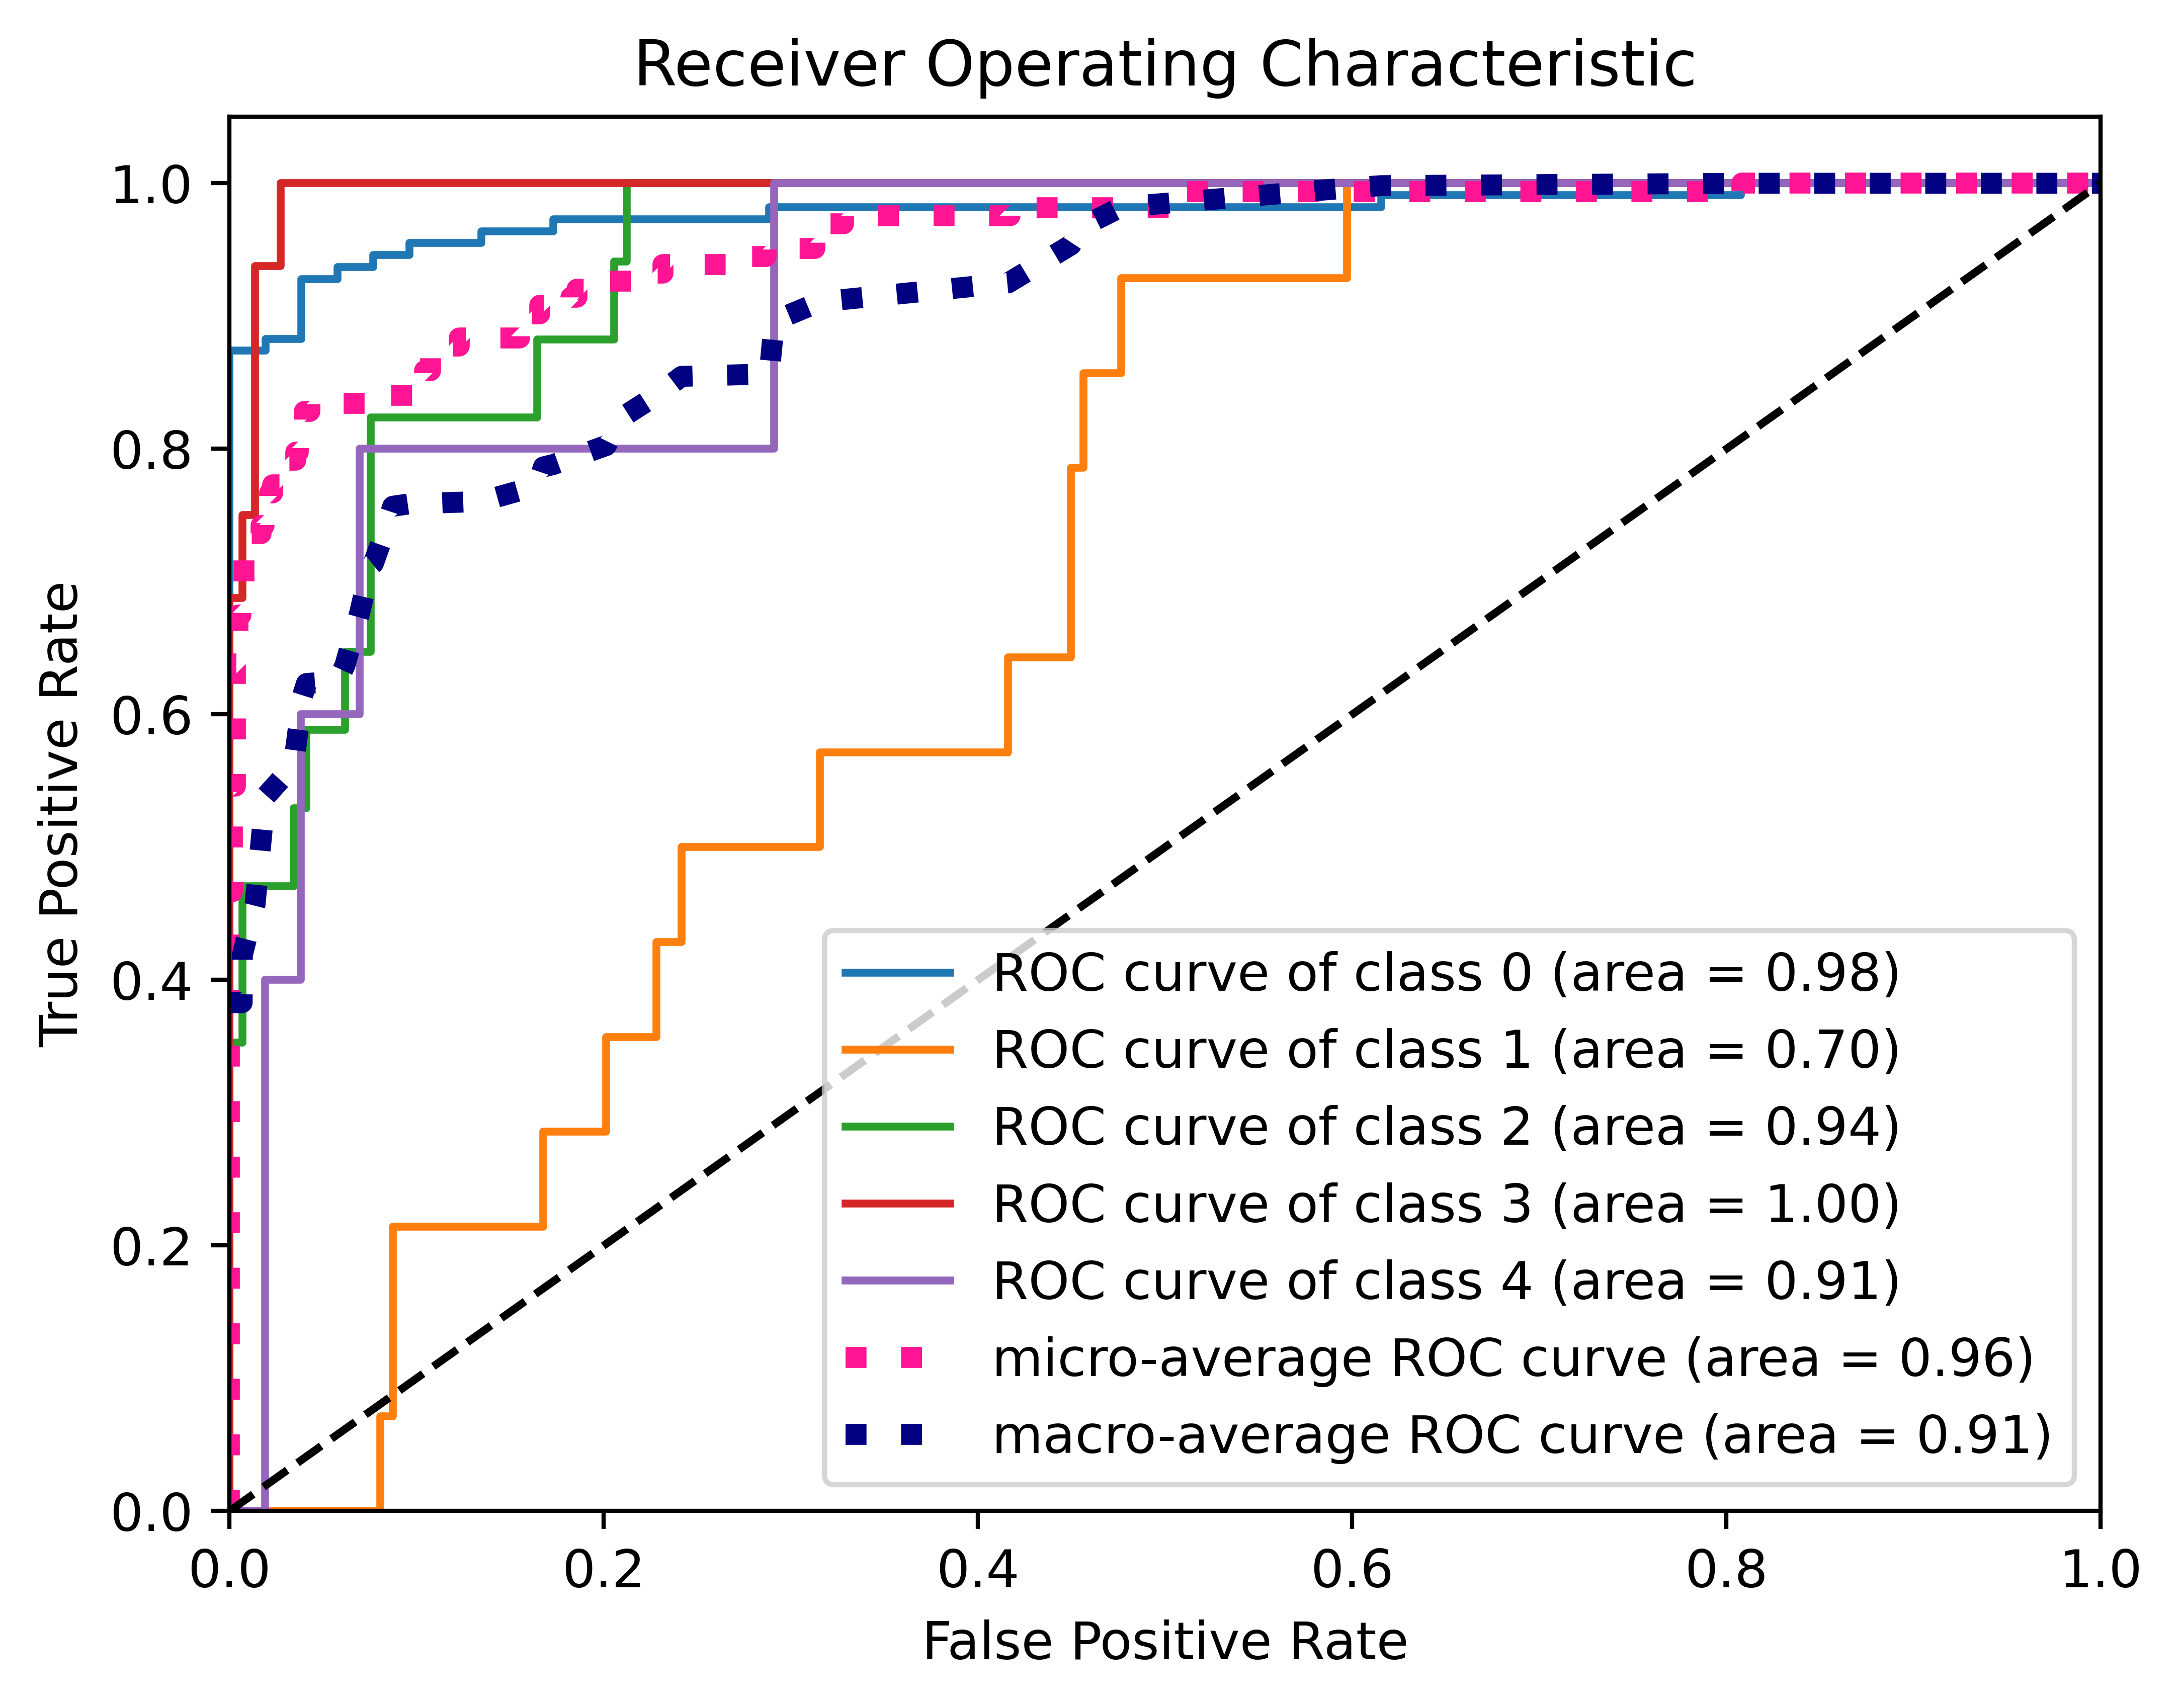 Receiver Operating Characteristic
True Positive Rate
1.0
0.8
0.6
0.4
0.2
0.0
ROC curve of class 0 (area = 0.98)
ROC curve of class 1 (area = 0.70)
ROC curve of class 2 (area = 0.94)
ROC curve of class 3 (area = 1.00)
ROC curve of class 4 (area = 0.91)
micro-average ROC curve (area = 0.96)
macro-average ROC curve (area = 0.91)
0.0 0.2 0.4 0.6 0.8 1.0
False Positive Rate